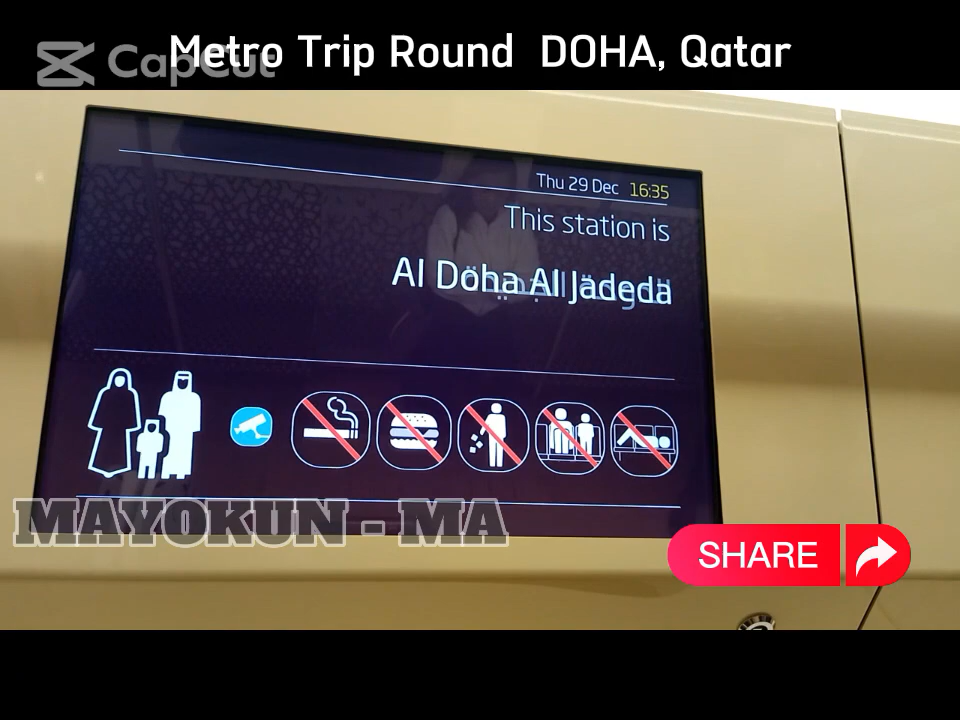 Metro Trip Round DOHA, Qatar
CapCut
Thu 29 Dec 16:35
This station is
Al Doha Al Jadeda
MAYOKUN - MA
SHARE